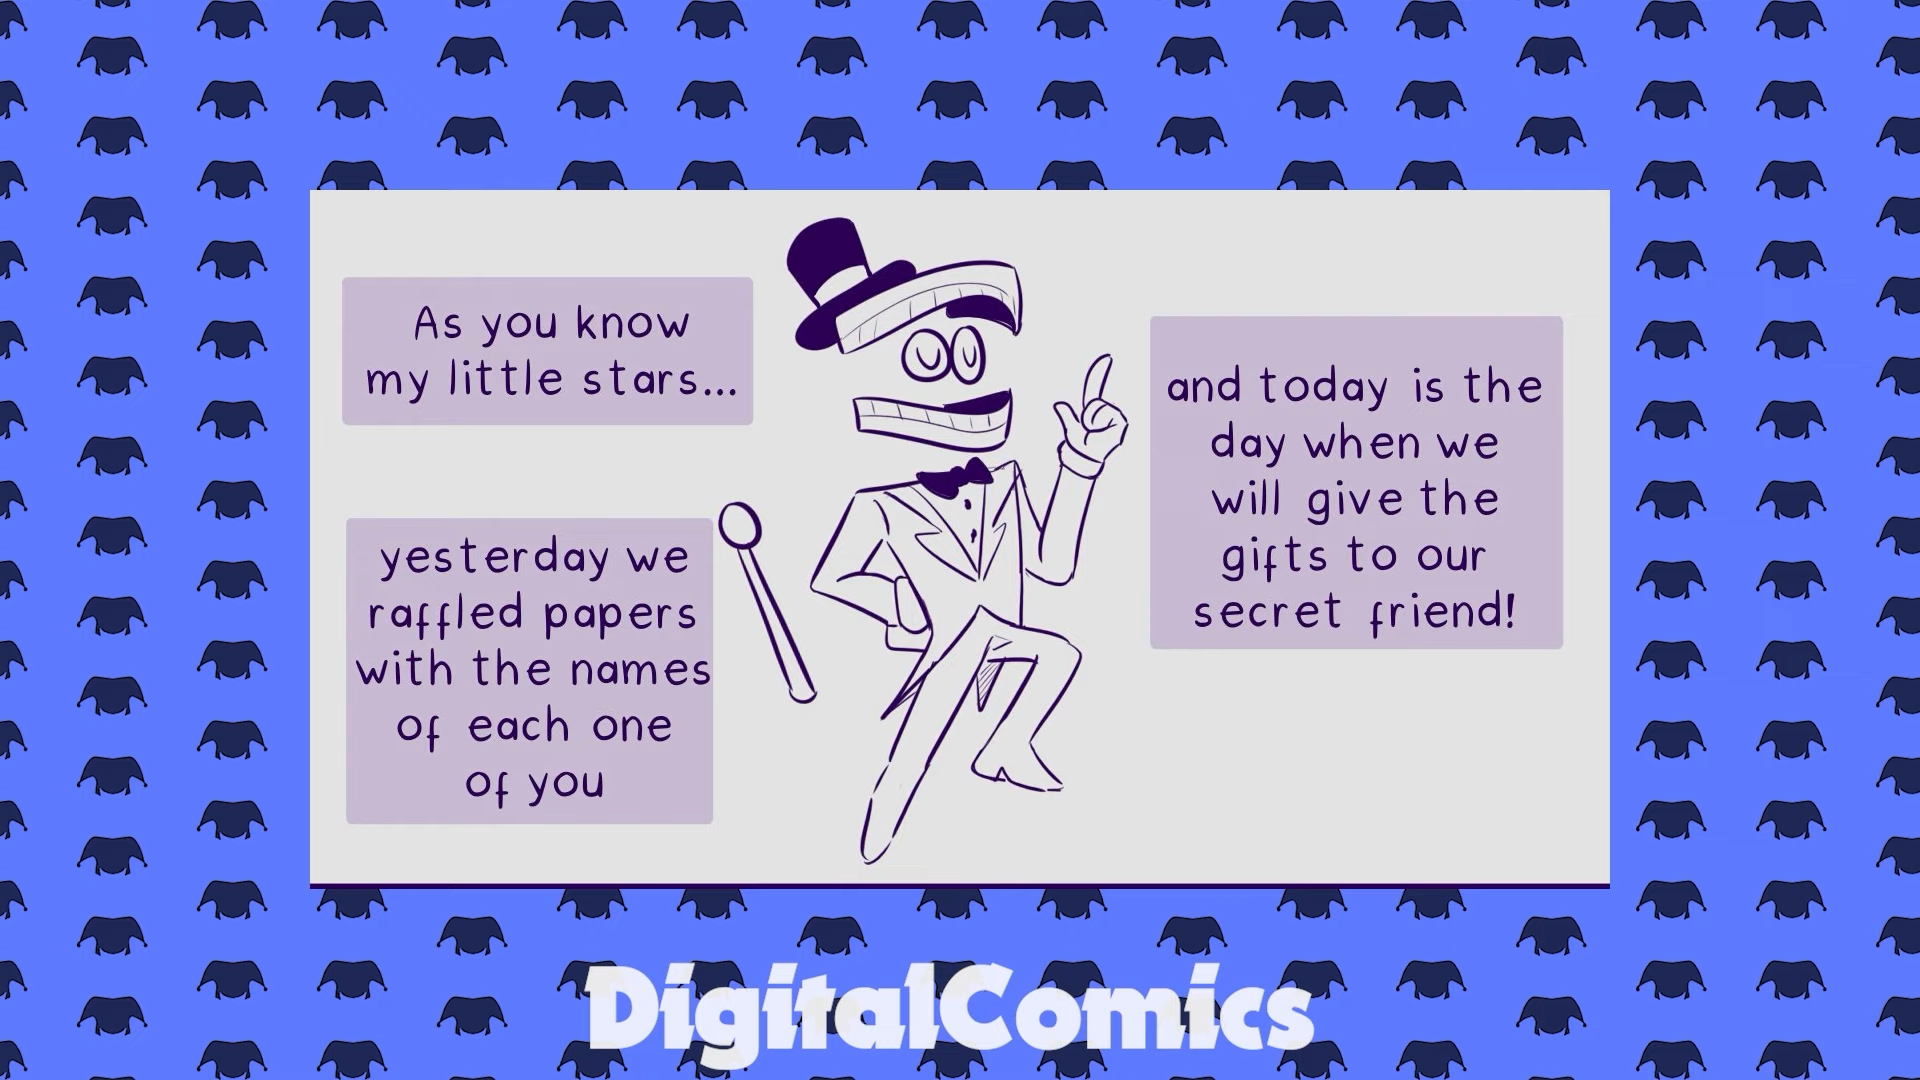 As you know
my little stars...
yesterday we
raffled papers
with the names
of each one
of you
and today is the
day when we
will give the
gifts to our
secret friend!
DigitalComics